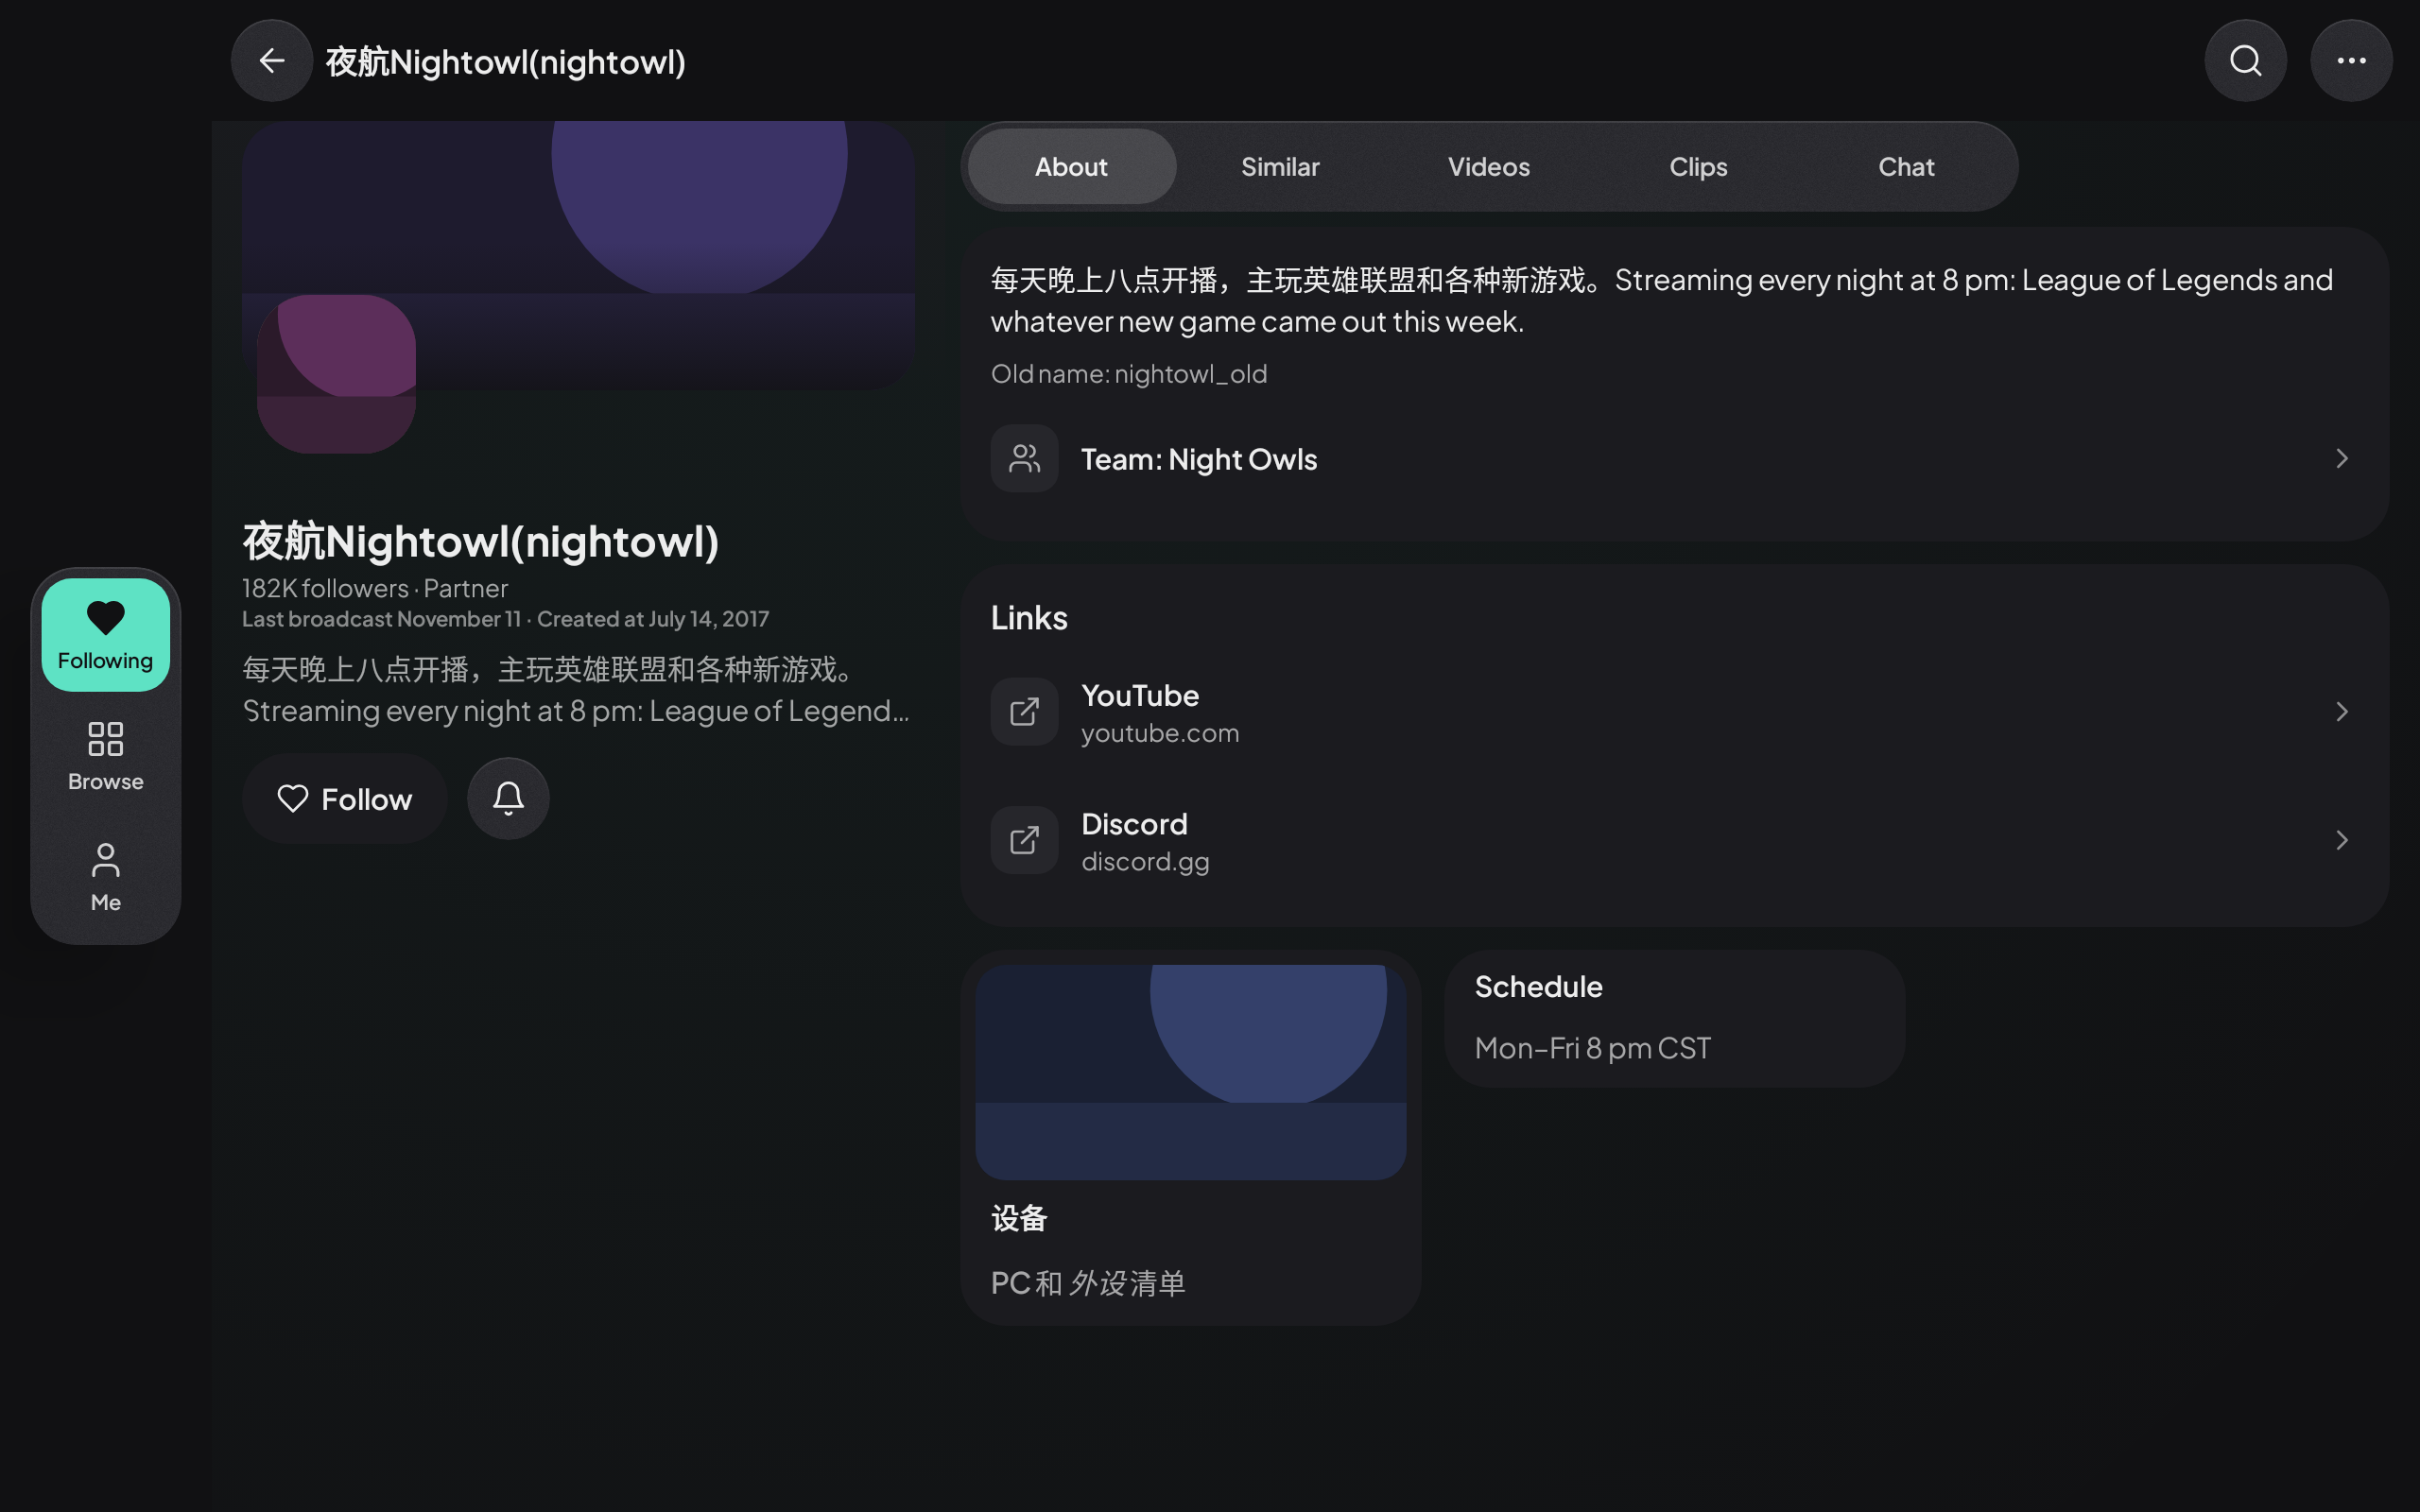 夜航Nightowl(nightowl)
About
Similar
Videos
Clips
Chat
Following
Browse
Me
夜航Nightowl(nightowl)
182K followers · Partner
Last broadcast November 11 · Created at July 14, 2017
每天晚上八点开播，主玩英雄联盟和各种新游戏。
Streaming every night at 8 pm: League of Legend...
Follow
每天晚上八点开播，主玩英雄联盟和各种新游戏。Streaming every night at 8 pm: League of Legends and
whatever new game came out this week.
Old name: nightowl_old
Team: Night Owls
Links
YouTube
youtube.com
Discord
discord.gg
设备
PC 和 外设 清单
Schedule
Mon–Fri 8 pm CST